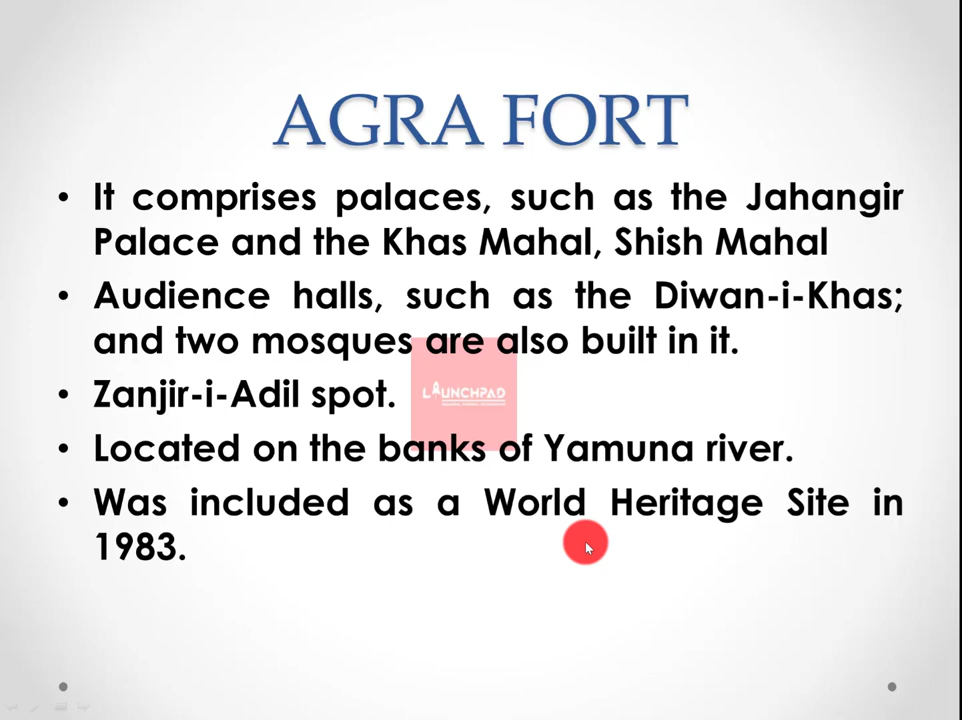 AGRA FORT
• It comprises palaces, such as the Jahangir
Palace and the Khas Mahal, Shish Mahal
• Audience halls, such as the Diwan-i-Khas;
and two mosques are also built in it.
• Zanjir-i-Adil spot.
LAUNCHPAD
• Located on the banks of Yamuna river.
• Was included as a World Heritage Site in
1983.